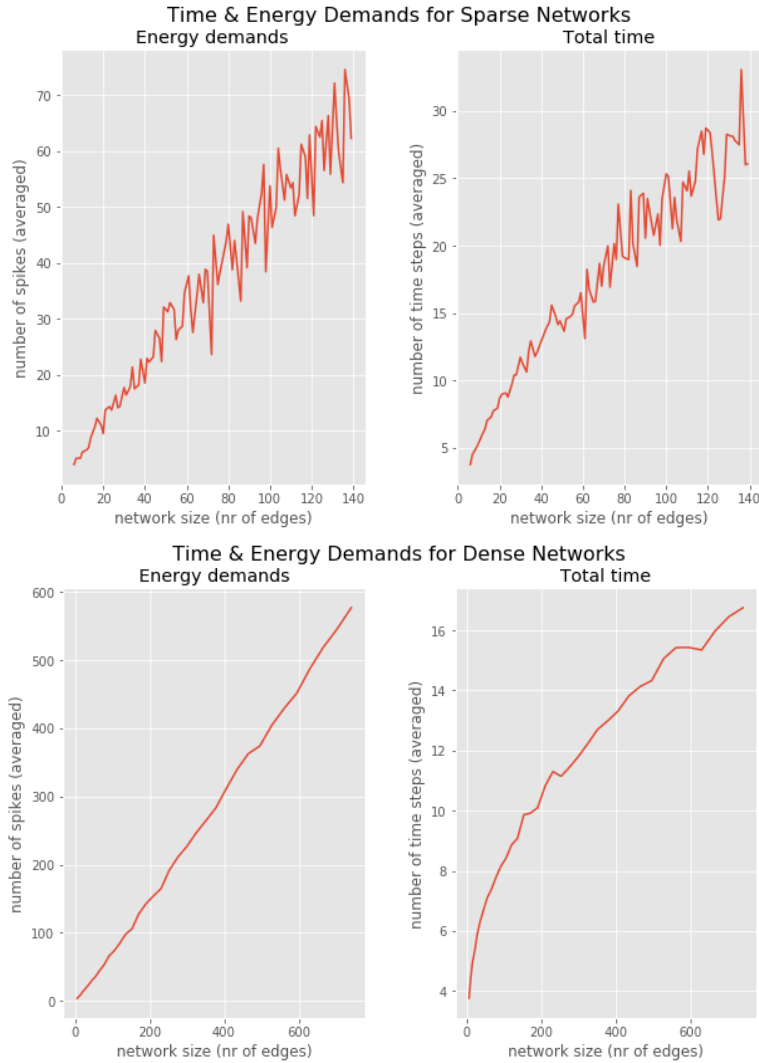 Time & Energy Demands for Sparse Networks
Energy demands
Total time
number of spikes (averaged)
70
60
50
40
30
20
10
0 20 40 60 80 100 120 140
network size (nr of edges)
number of time steps (averaged)
30
25
20
15
10
5
0 20 40 60 80 100 120 140
network size (nr of edges)
Time & Energy Demands for Dense Networks
Energy demands
Total time
number of spikes (averaged)
600
500
400
300
200
100
0
0 200 400 600
network size (nr of edges)
number of time steps (averaged)
16
14
12
10
8
6
4
0 200 400 600
network size (nr of edges)